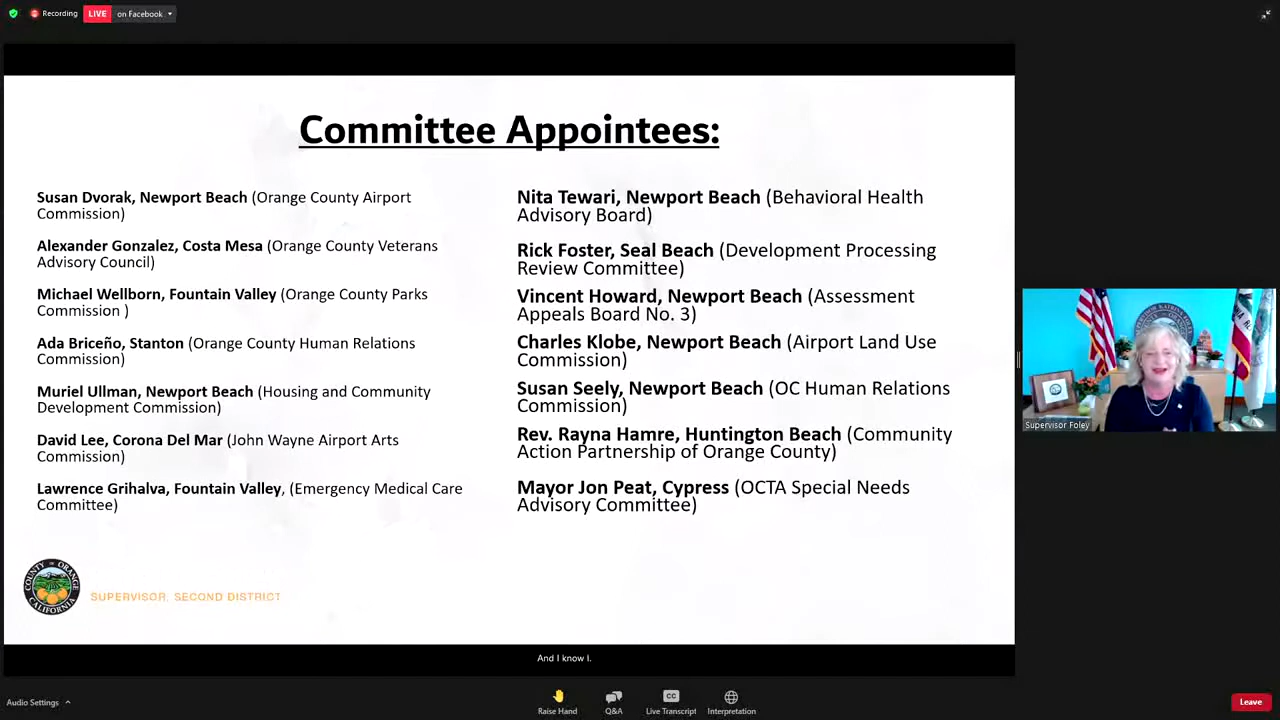 Recording
LIVE on Facebook
Committee Appointees:
Susan Dvorak, Newport Beach (Orange County Airport
Commission)
Alexander Gonzalez, Costa Mesa (Orange County Veterans
Advisory Council)
Michael Wellborn, Fountain Valley (Orange County Parks
Commission )
Ada Briceño, Stanton (Orange County Human Relations
Commission)
Muriel Ullman, Newport Beach (Housing and Community
Development Commission)
David Lee, Corona Del Mar (John Wayne Airport Arts
Commission)
Lawrence Grihalva, Fountain Valley, (Emergency Medical Care
Committee)
Nita Tewari, Newport Beach (Behavioral Health
Advisory Board)
Rick Foster, Seal Beach (Development Processing
Review Committee)
Vincent Howard, Newport Beach (Assessment
Appeals Board No. 3)
Charles Klobe, Newport Beach (Airport Land Use
Commission)
Susan Seely, Newport Beach (OC Human Relations
Commission)
Rev. Rayna Hamre, Huntington Beach (Community
Action Partnership of Orange County)
Mayor Jon Peat, Cypress (OCTA Special Needs
Advisory Committee)
COUNTY OF ORANGE
CALIFORNIA
SUPERVISOR, SECOND DISTRICT
Supervisor Foley
And I know I.
Audio Settings
Raise Hand
Q&A
CC
Live Transcript
Interpretation
Leave